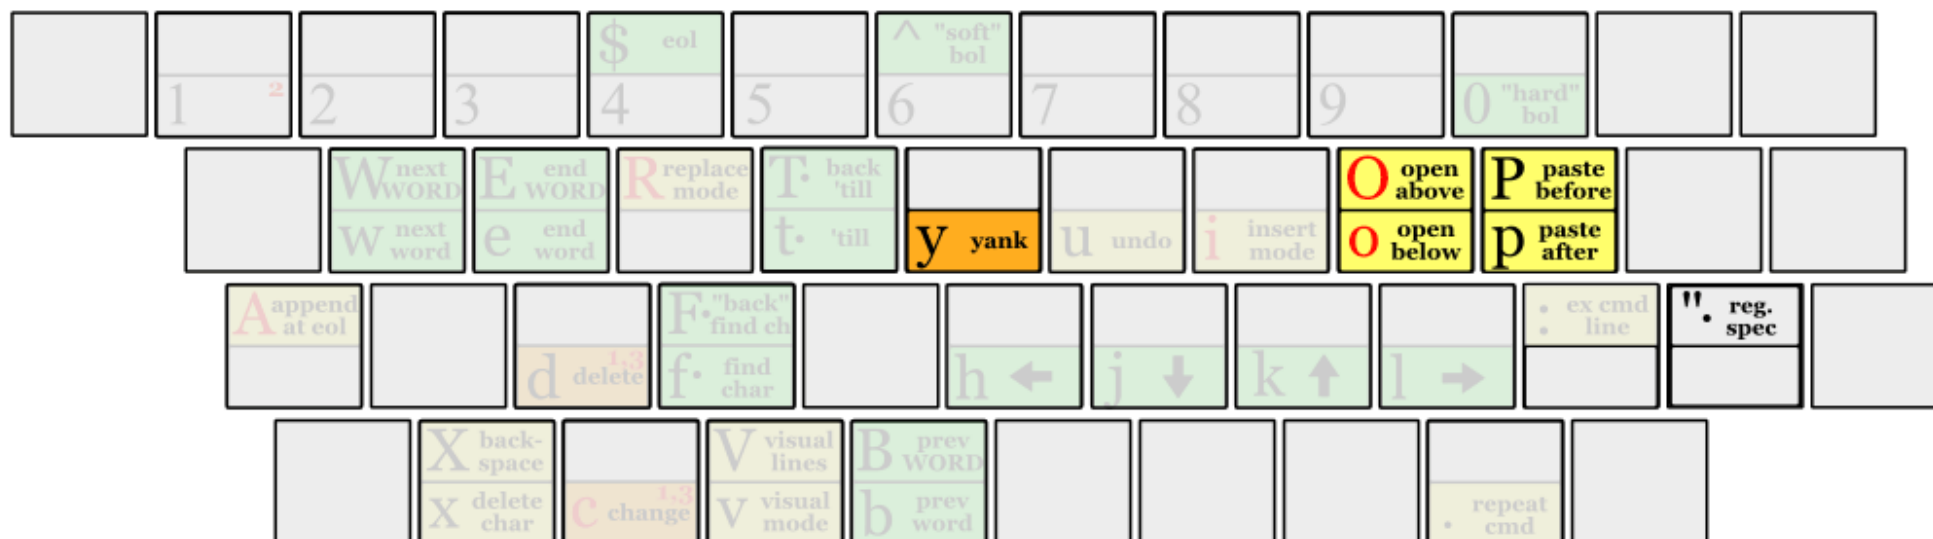 $ eol
^ "soft" bol
1 2
2
3
4
5
6
7
8
9
0 "hard" bol
W next WORD
E end WORD
R replace mode
T· back 'till
O open above
P paste before
w next word
e end word
t· 'till
y yank
u undo
i insert mode
o open below
p paste after
A append at eol
F· "back" find ch
: ex cmd line
"· reg. spec
d delete 1,3
f· find char
h ←
j ↓
k ↑
l →
X back- space
V visual lines
B prev WORD
x delete char
c change 1,3
v visual mode
b prev word
. repeat cmd